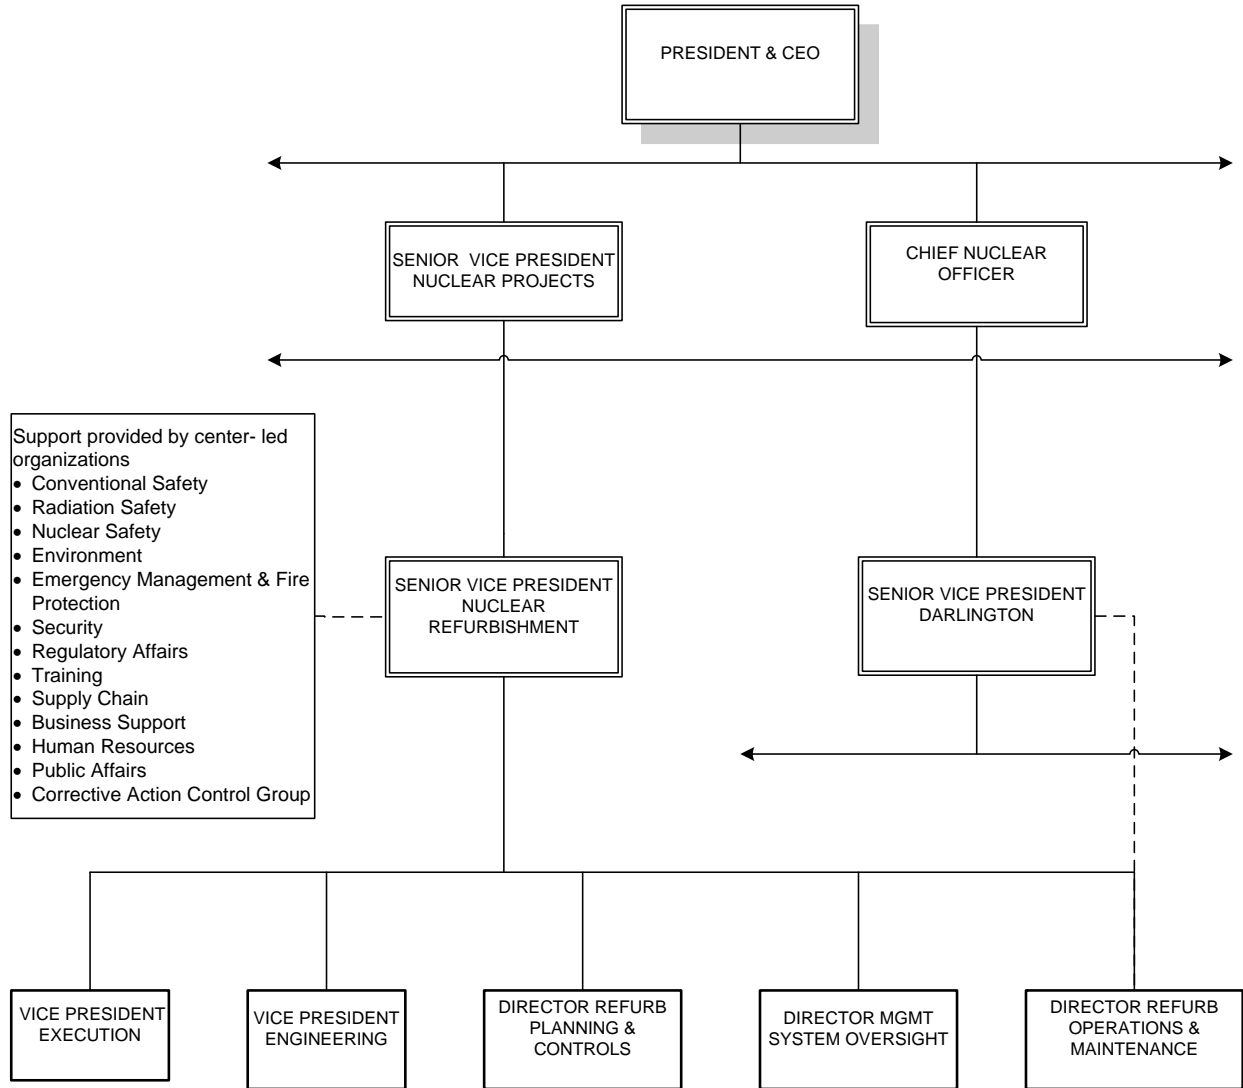 PRESIDENT & CEO
SENIOR VICE PRESIDENT
NUCLEAR PROJECTS
CHIEF NUCLEAR
OFFICER
Support provided by center- led
organizations
• Conventional Safety
• Radiation Safety
• Nuclear Safety
• Environment
• Emergency Management & Fire
Protection
• Security
• Regulatory Affairs
• Training
• Supply Chain
• Business Support
• Human Resources
• Public Affairs
• Corrective Action Control Group
SENIOR VICE PRESIDENT
NUCLEAR
REFURBISHMENT
SENIOR VICE PRESIDENT
DARLINGTON
VICE PRESIDENT
EXECUTION
VICE PRESIDENT
ENGINEERING
DIRECTOR REFURB
PLANNING &
CONTROLS
DIRECTOR MGMT
SYSTEM OVERSIGHT
DIRECTOR REFURB
OPERATIONS &
MAINTENANCE